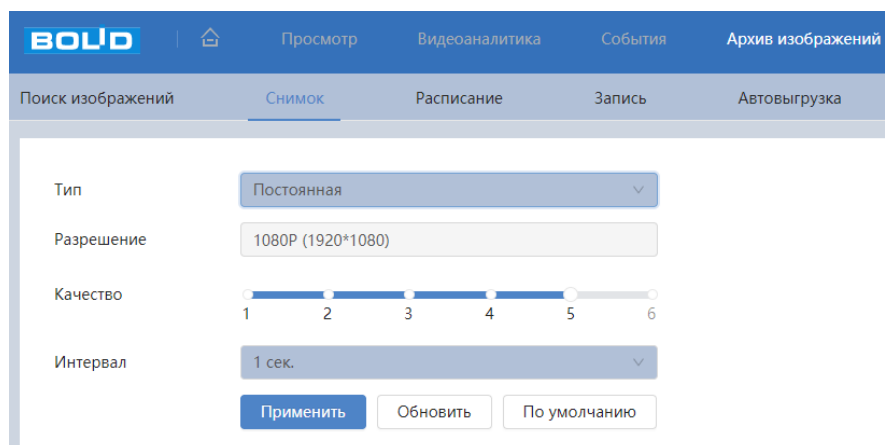 BOLID Просмотр Видеоаналитика События Архив изображений
Поиск изображений Снимок Расписание Запись Автовыгрузка
Тип Постоянная
Разрешение 1080P (1920*1080)
Качество
1 2 3 4 5 6
Интервал 1 сек.
Применить Обновить По умолчанию